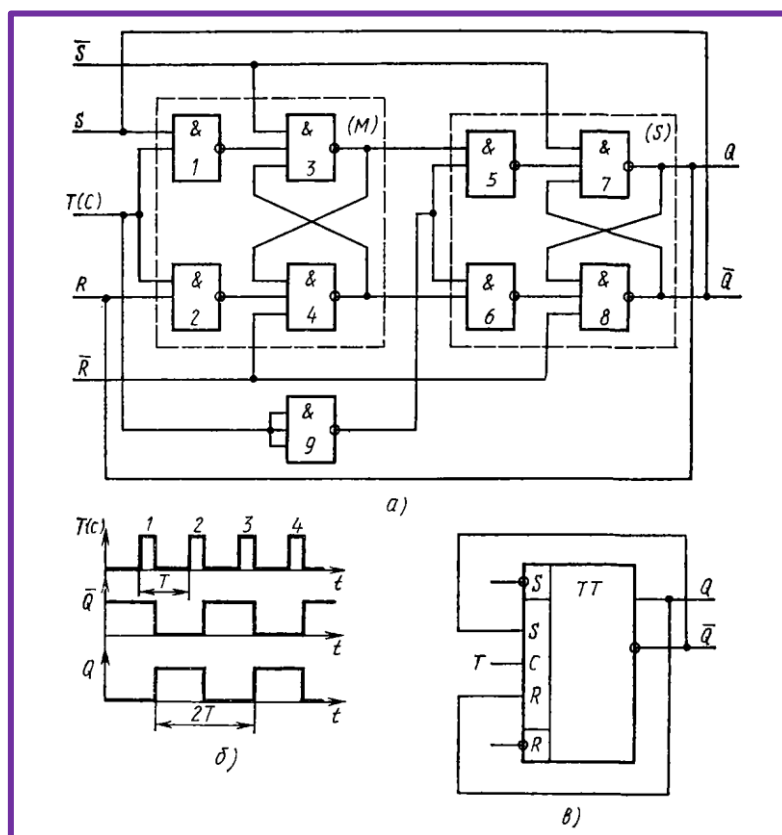 S̄
S
T(C)
R
R̄
&
1
&
3
(M)
&
2
&
4
&
9
&
5
&
7
(S)
&
6
&
8
Q
Q̄
а)
T(c)
1 2 3 4
t
T
Q̄
t
Q
t
2T
б)
S TT
S
T C
R
R
Q
Q̄
в)